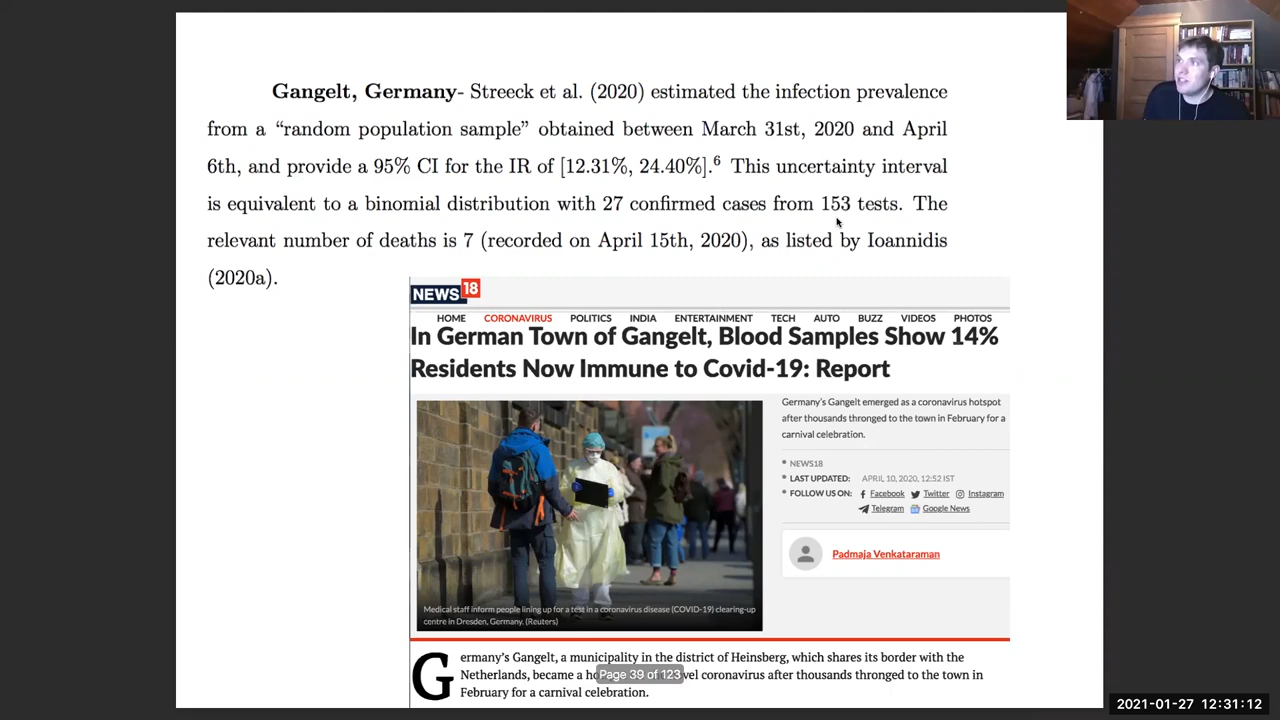 Gangelt, Germany- Streeck et al. (2020) estimated the infection prevalence
from a “random population sample” obtained between March 31st, 2020 and April
6th, and provide a 95% CI for the IR of [12.31%, 24.40%].6 This uncertainty interval
is equivalent to a binomial distribution with 27 confirmed cases from 153 tests. The
relevant number of deaths is 7 (recorded on April 15th, 2020), as listed by Ioannidis
(2020a).
NEWS 18
HOME CORONAVIRUS POLITICS INDIA ENTERTAINMENT TECH AUTO BUZZ VIDEOS PHOTOS
In German Town of Gangelt, Blood Samples Show 14%
Residents Now Immune to Covid-19: Report
Germany's Gangelt emerged as a coronavirus hotspot
after thousands thronged to the town in February for a
carnival celebration.
NEWS18
LAST UPDATED: APRIL 10, 2020, 12:52 IST
FOLLOW US ON: Facebook Twitter Instagram
Telegram Google News
Padmaja Venkataraman
Medical staff inform people lining up for a test in a coronavirus disease (COVID-19) clearing-up
centre in Dresden, Germany. (Reuters)
Germany's Gangelt, a municipality in the district of Heinsberg, which shares its border with the
Netherlands, became a coronavirus after thousands thronged to the town in
February for a carnival celebration.
Page 39 of 123
2021-01-27 12:31:12